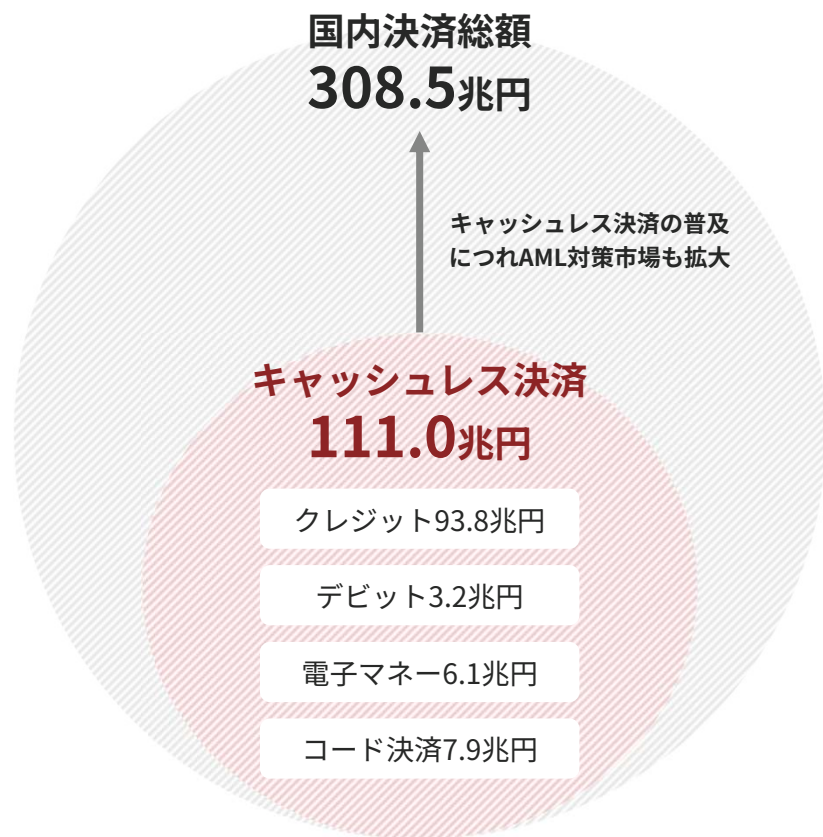 国内決済総額
308.5兆円
キャッシュレス決済の普及
につれAML対策市場も拡大
キャッシュレス決済
111.0兆円
クレジット93.8兆円
デビット3.2兆円
電子マネー6.1兆円
コード決済7.9兆円